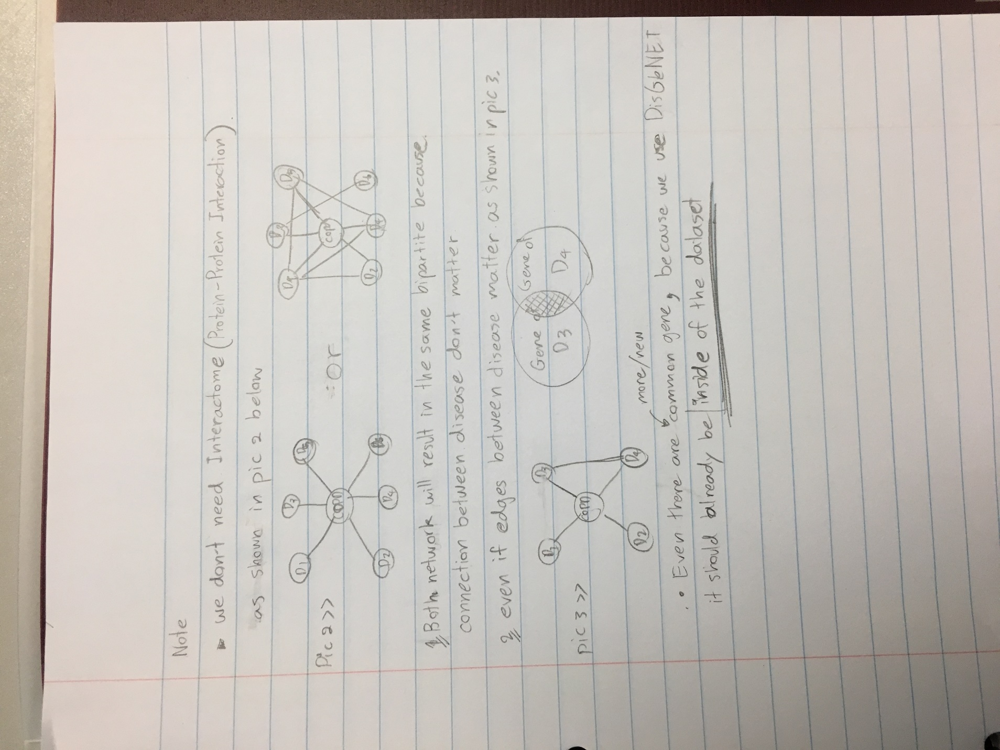 Note
we don't need Interactome (Protein-Protein Interaction).
as shown in pic 2 below
Pic 2 >>
D1 D3 D5 COPD D2 D4 D6
:Or
D3 D5 COPD D2 D4 D6
1 Both network will result in the same bipartite because.
connection between disease don't matter
2 even if edges between disease matter as shown in pic 3.
pic 3 >>
D1 D3 COPD D2 D4
Gene of D3
Gene of D4
more/new
• Even there are common gene, because we use DisGeNET
it should already be inside of the dataset